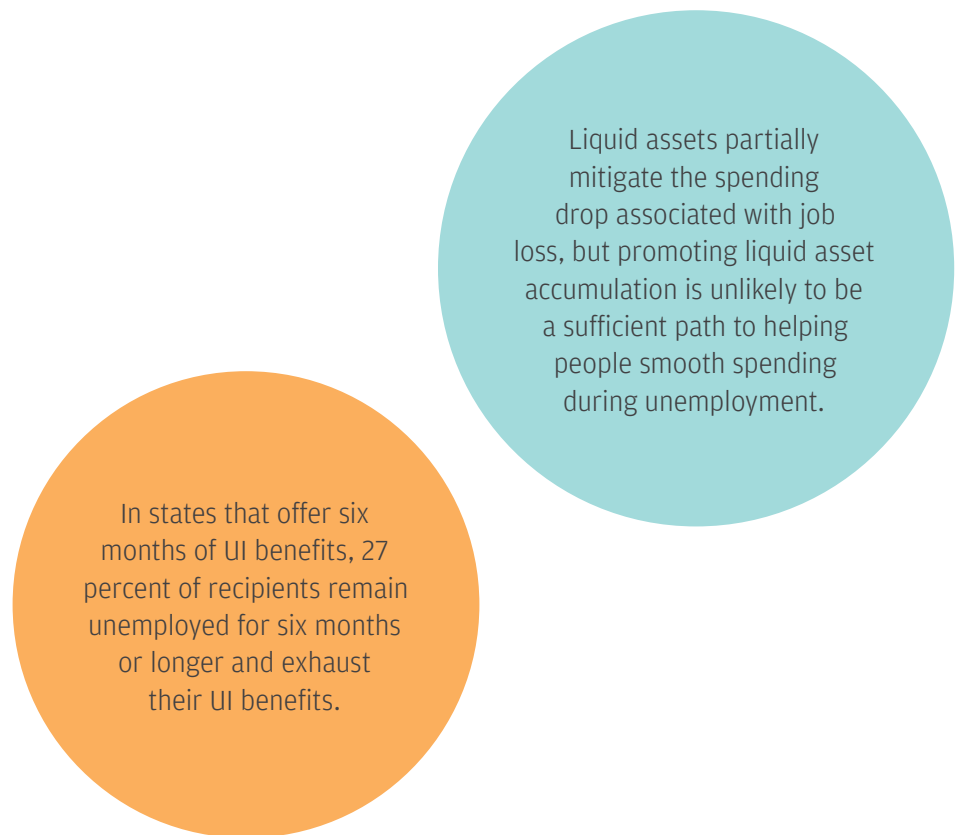 Liquid assets partially
mitigate the spending
drop associated with job
loss, but promoting liquid asset
accumulation is unlikely to be
a sufficient path to helping
people smooth spending
during unemployment.
In states that offer six
months of UI benefits, 27
percent of recipients remain
unemployed for six months
or longer and exhaust
their UI benefits.